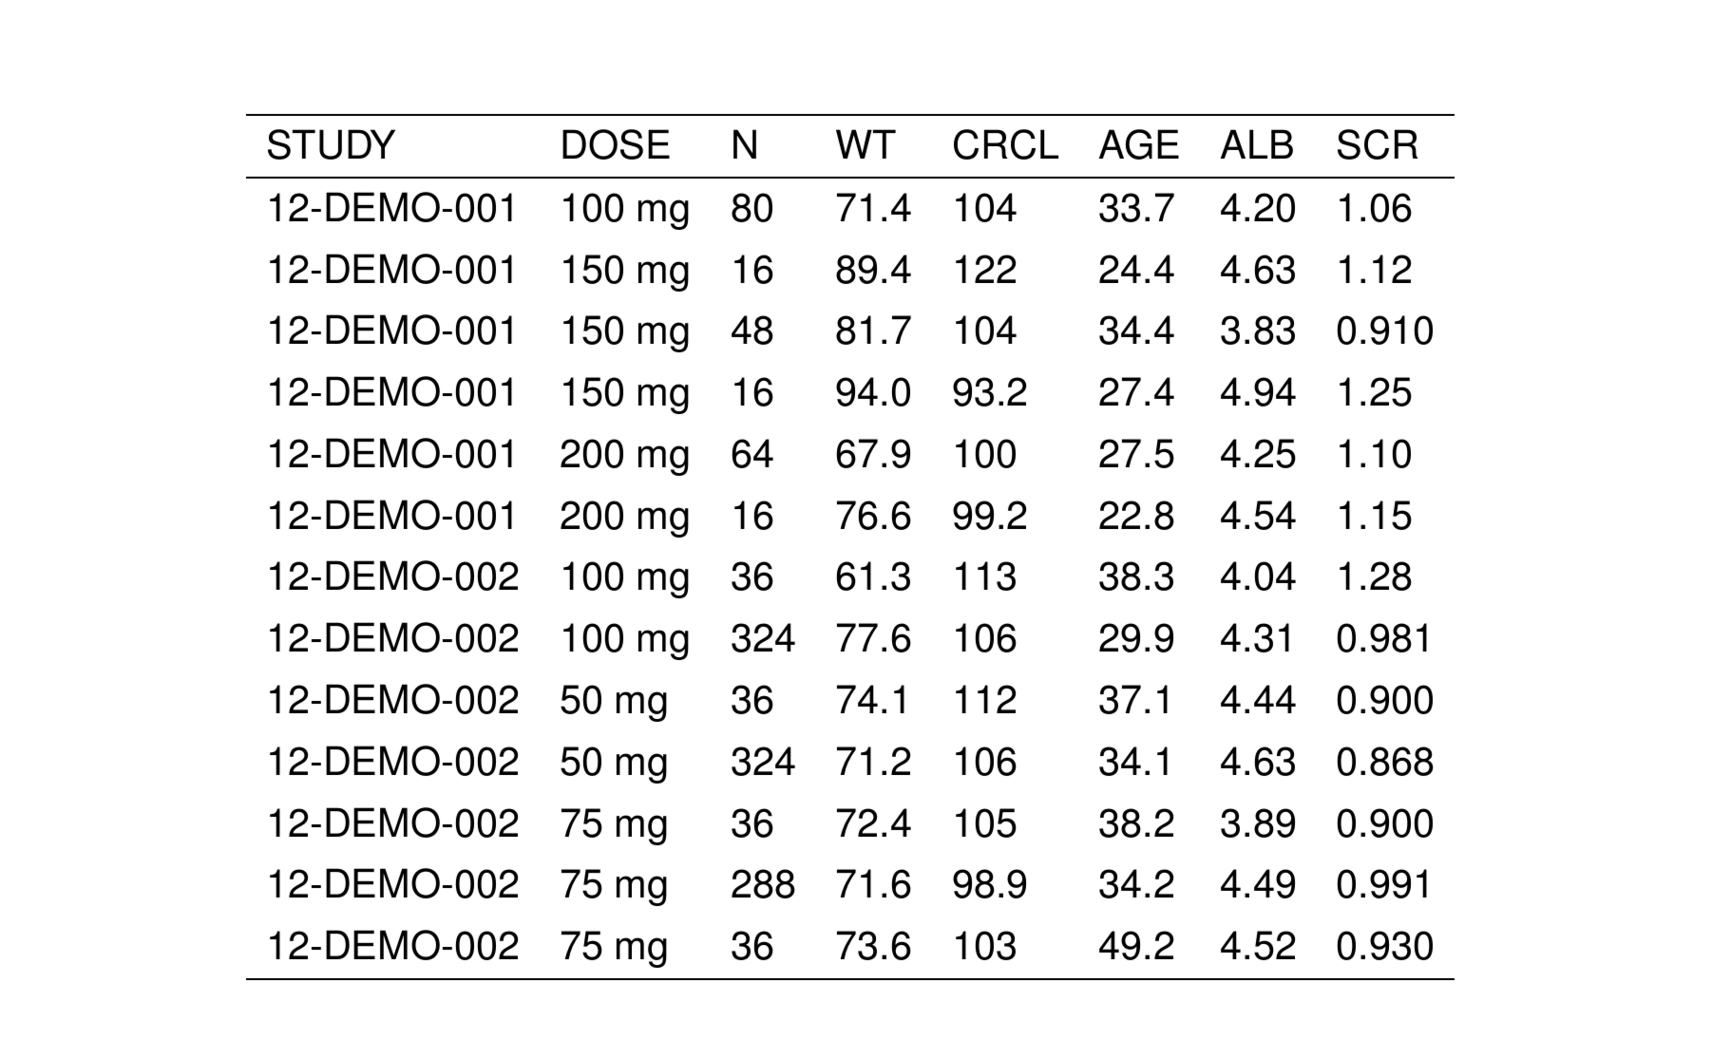 STUDY DOSE N WT CRCL AGE ALB SCR
12-DEMO-001 100 mg 80 71.4 104 33.7 4.20 1.06
12-DEMO-001 150 mg 16 89.4 122 24.4 4.63 1.12
12-DEMO-001 150 mg 48 81.7 104 34.4 3.83 0.910
12-DEMO-001 150 mg 16 94.0 93.2 27.4 4.94 1.25
12-DEMO-001 200 mg 64 67.9 100 27.5 4.25 1.10
12-DEMO-001 200 mg 16 76.6 99.2 22.8 4.54 1.15
12-DEMO-002 100 mg 36 61.3 113 38.3 4.04 1.28
12-DEMO-002 100 mg 324 77.6 106 29.9 4.31 0.981
12-DEMO-002 50 mg 36 74.1 112 37.1 4.44 0.900
12-DEMO-002 50 mg 324 71.2 106 34.1 4.63 0.868
12-DEMO-002 75 mg 36 72.4 105 38.2 3.89 0.900
12-DEMO-002 75 mg 288 71.6 98.9 34.2 4.49 0.991
12-DEMO-002 75 mg 36 73.6 103 49.2 4.52 0.930